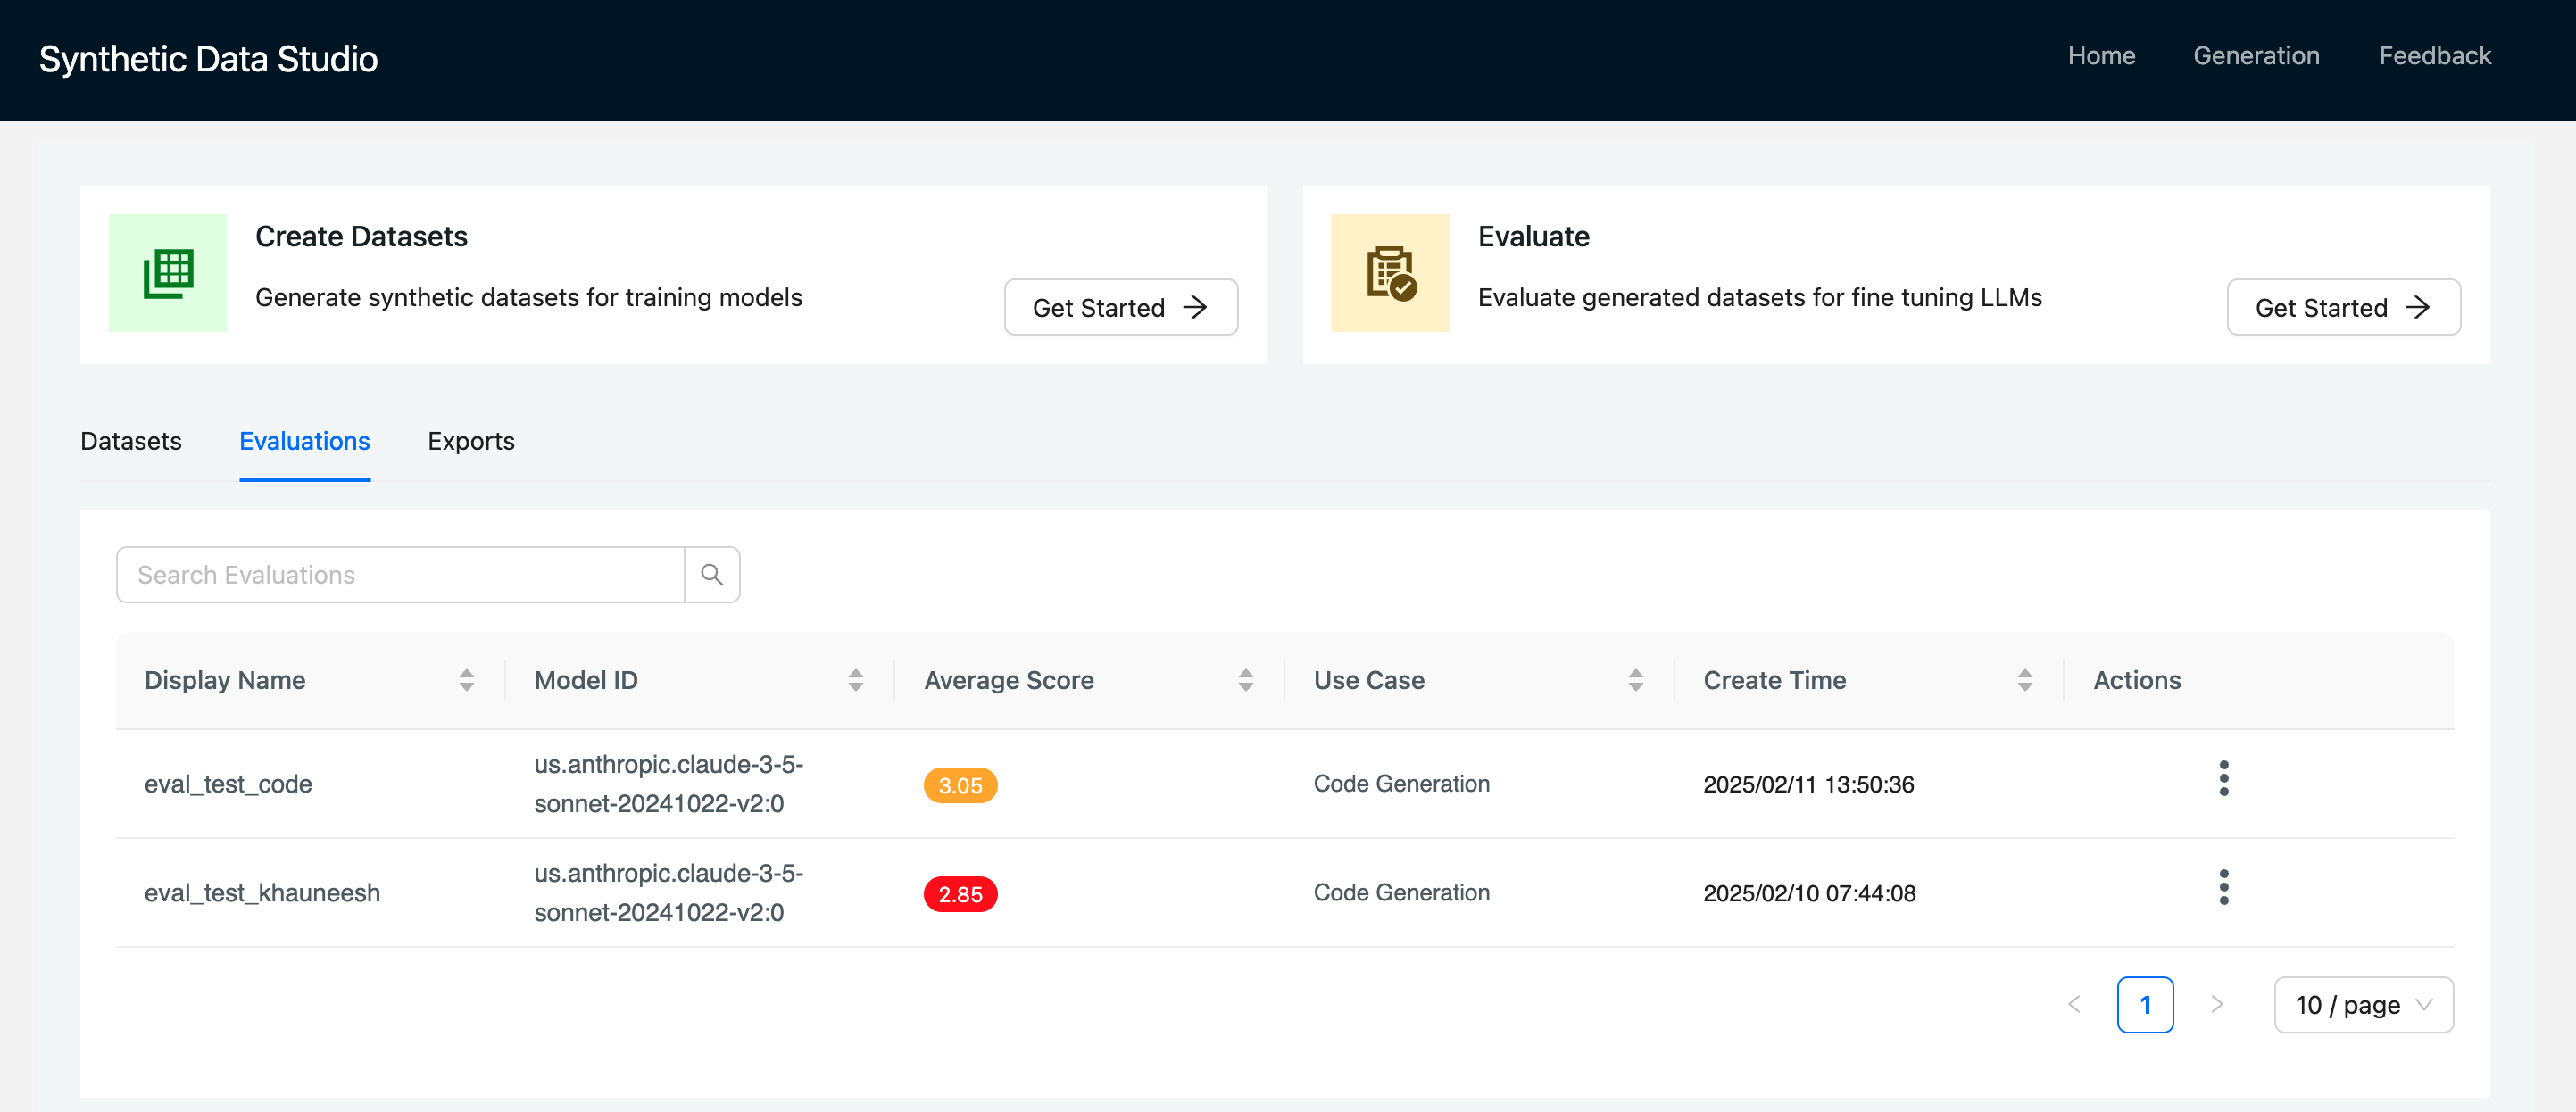 Synthetic Data Studio
Home Generation Feedback
Create Datasets
Generate synthetic datasets for training models
Get Started
Evaluate
Evaluate generated datasets for fine tuning LLMs
Get Started
Datasets Evaluations Exports
Search Evaluations
Display Name Model ID Average Score Use Case Create Time Actions
eval_test_code
us.anthropic.claude-3-5-
sonnet-20241022-v2:0
3.05
Code Generation
2025/02/11 13:50:36
eval_test_khauneesh
us.anthropic.claude-3-5-
sonnet-20241022-v2:0
2.85
Code Generation
2025/02/10 07:44:08
1
10 / page